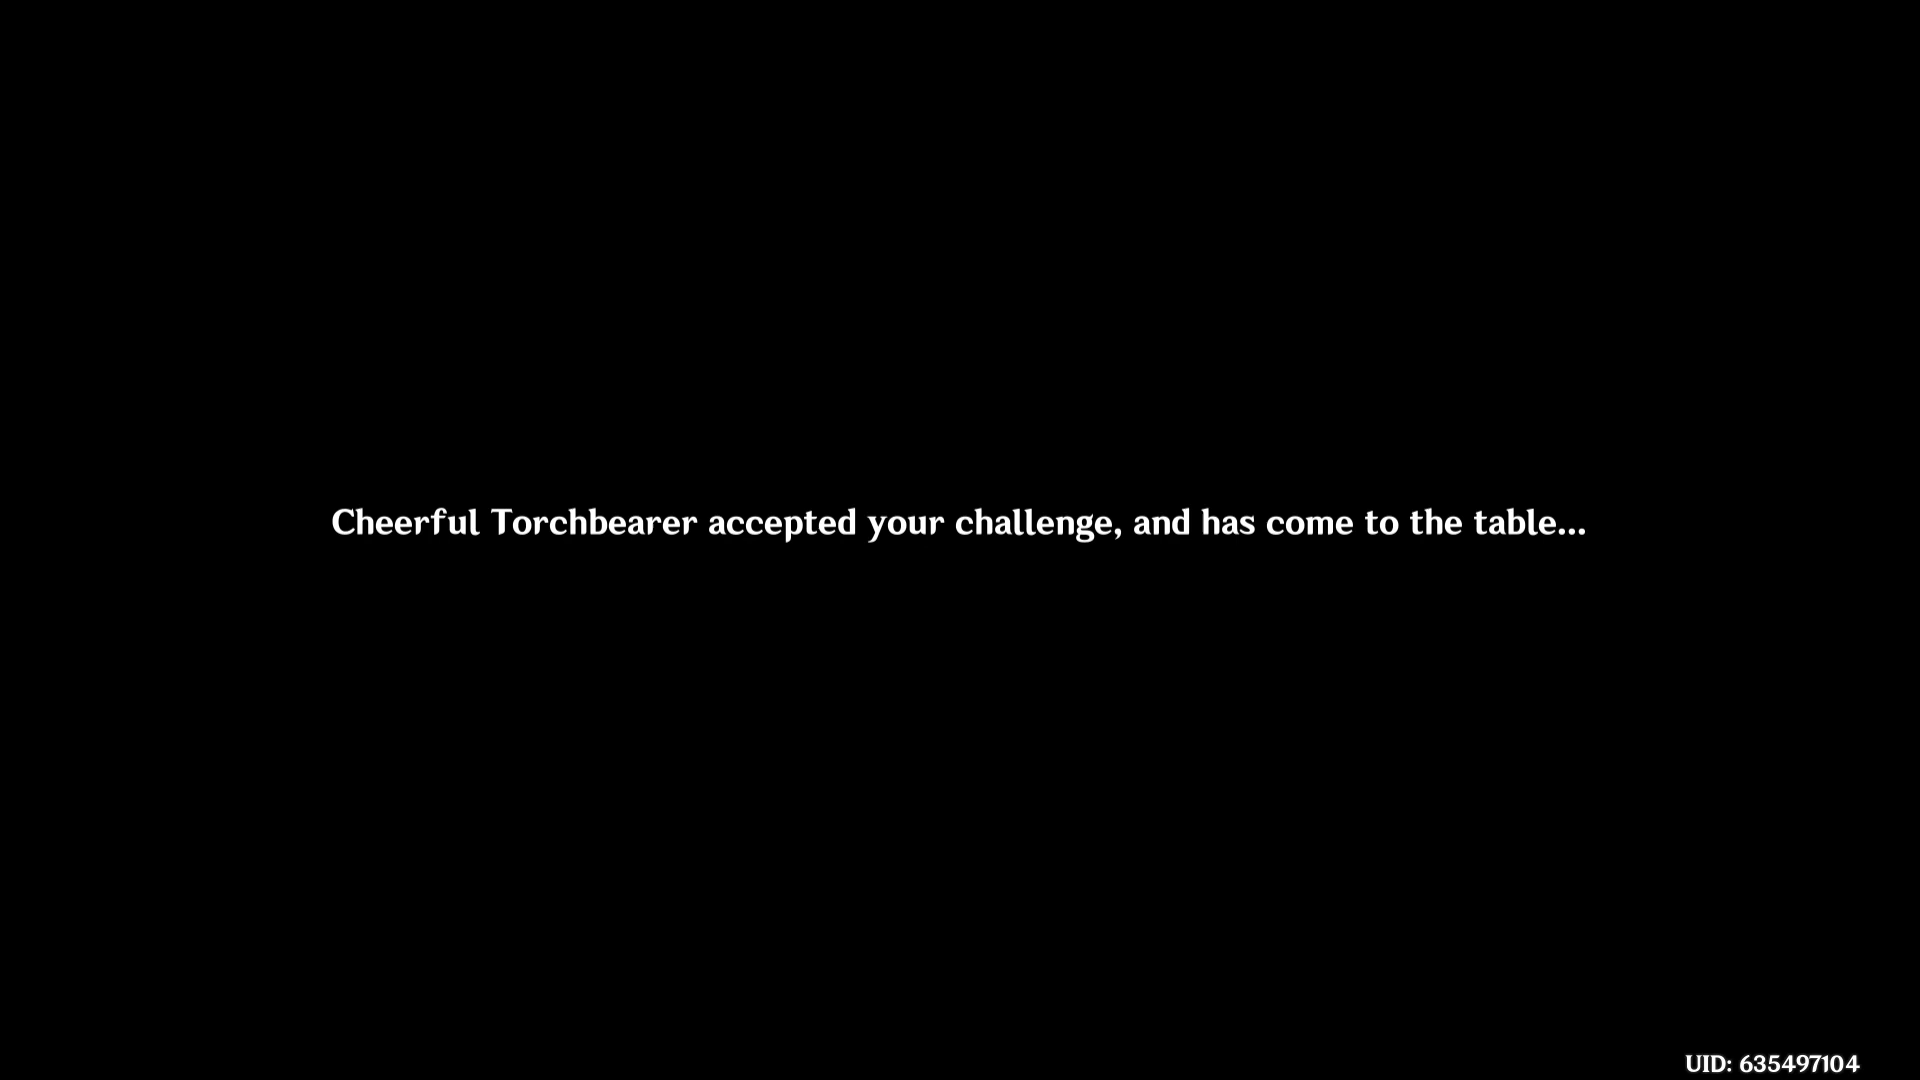 Cheerful Torchbearer accepted your challenge, and has come to the table...
UID: 635497104